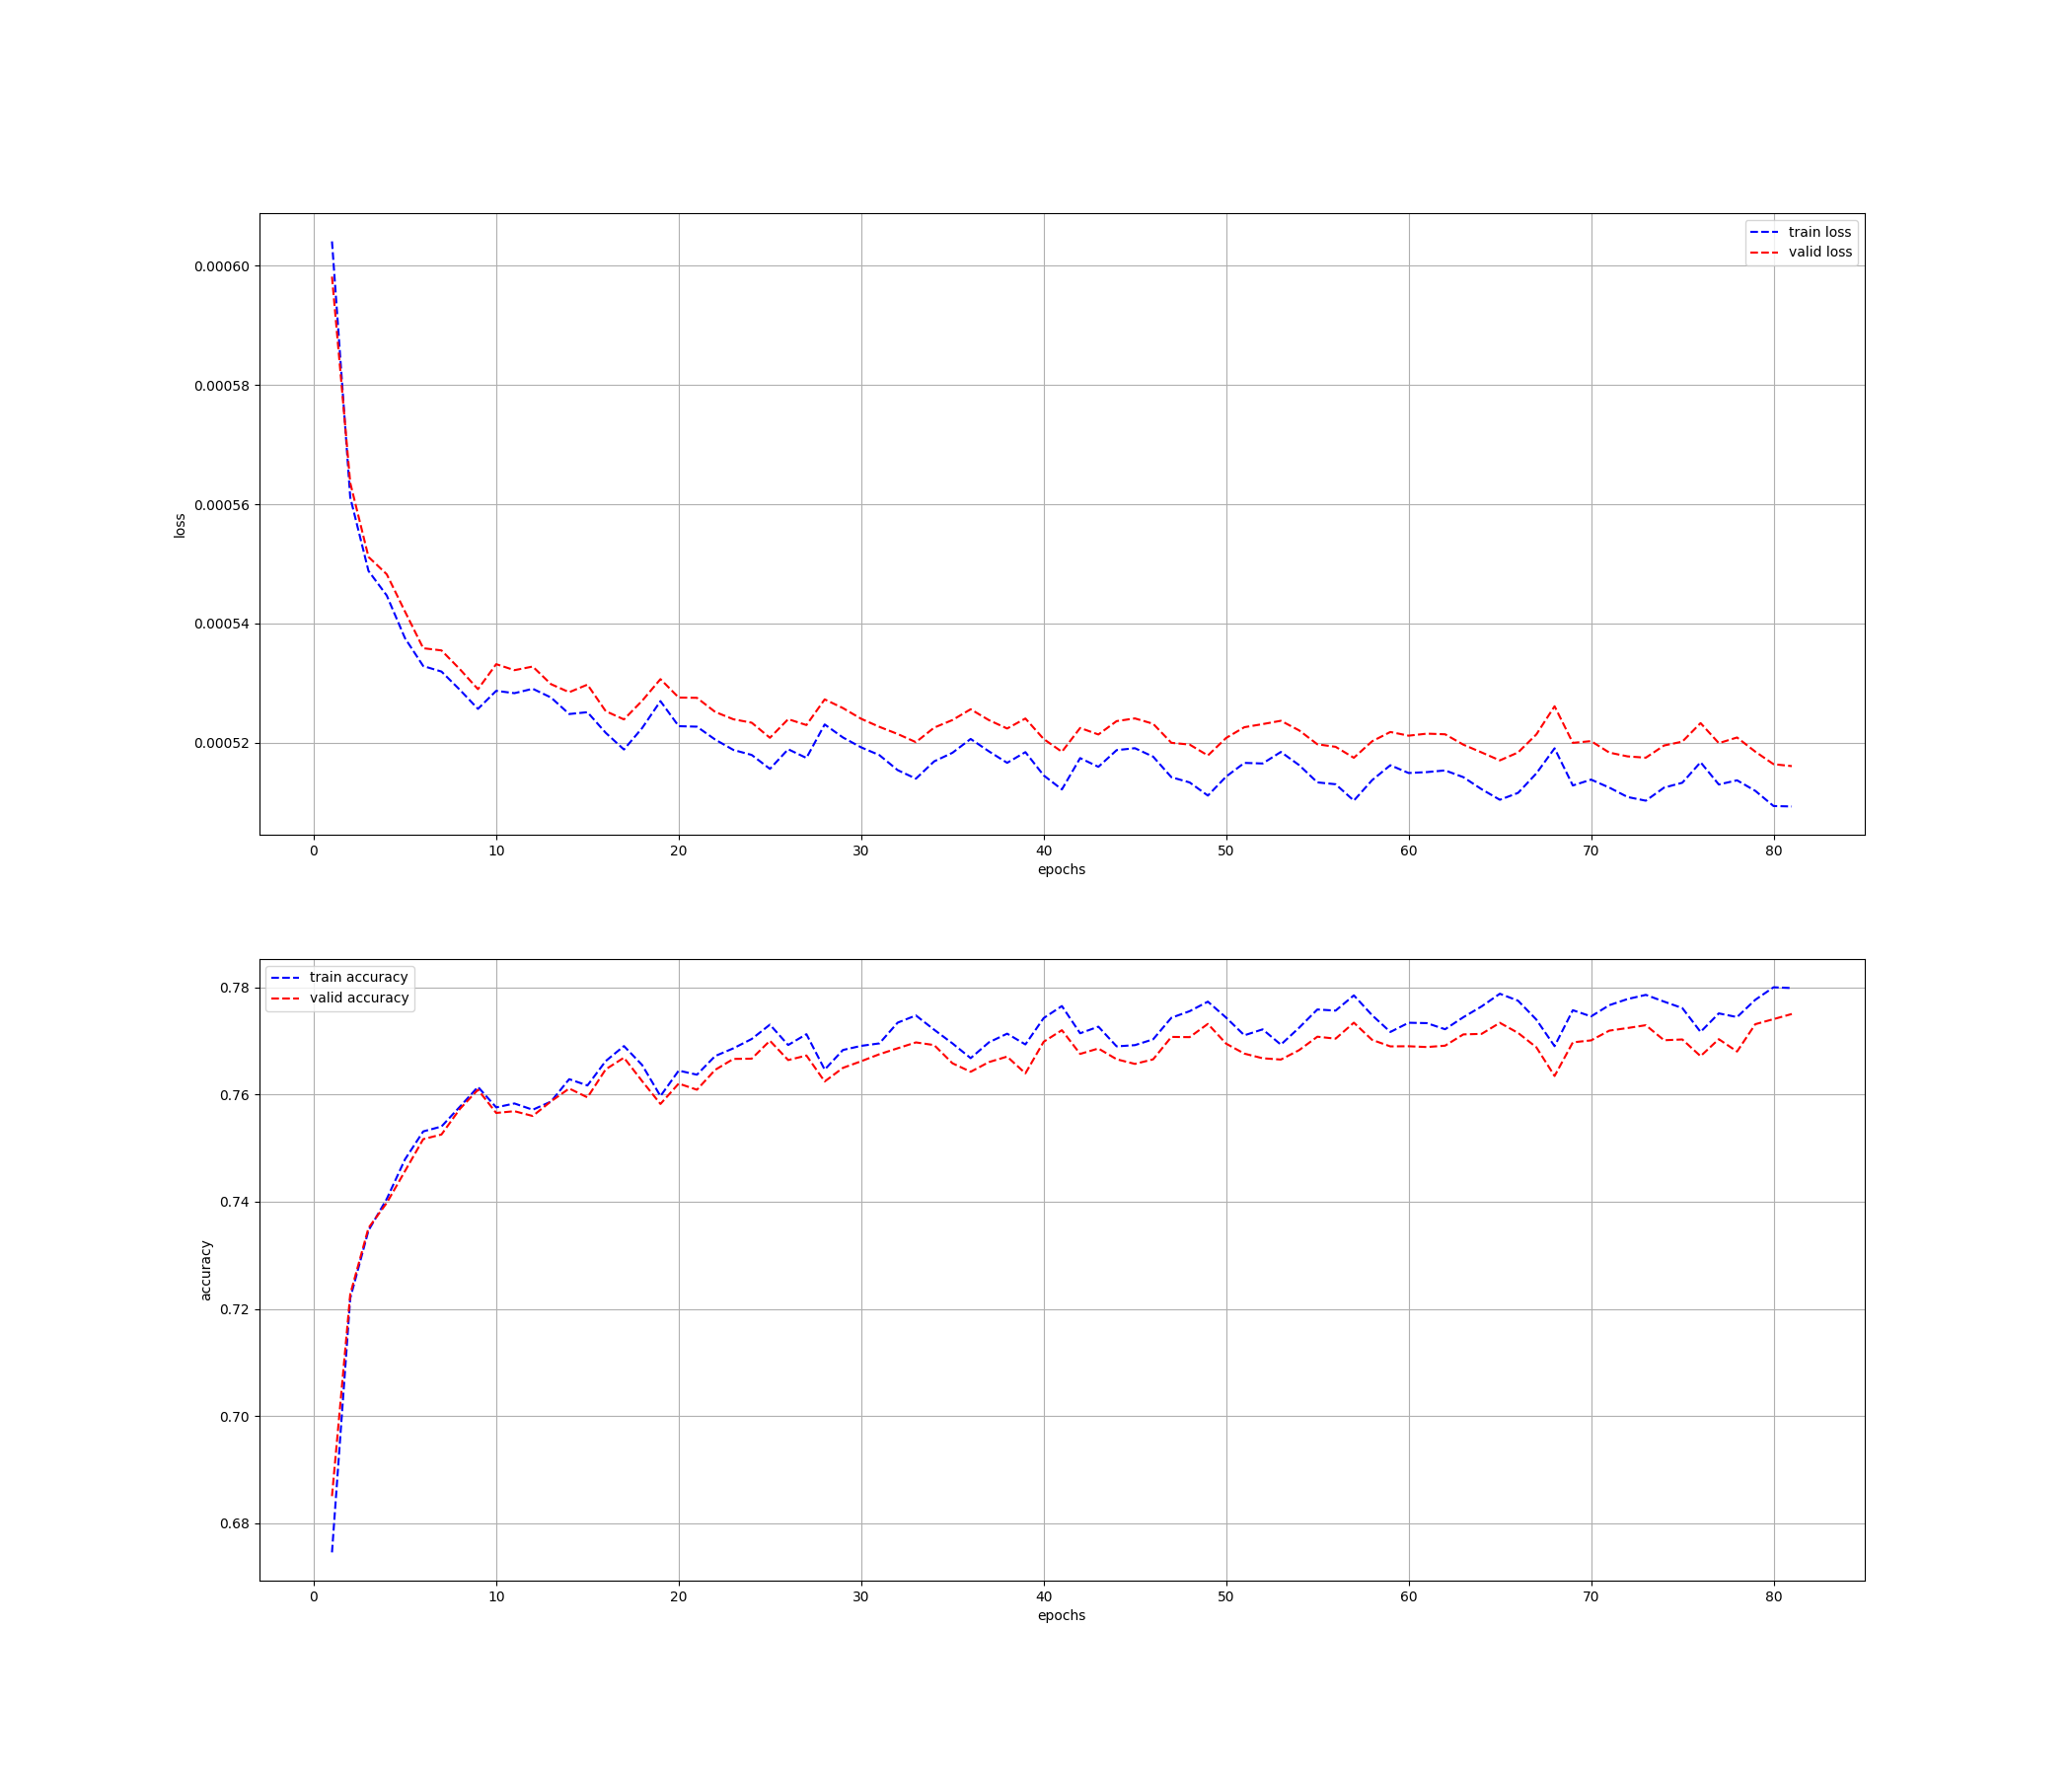 train loss
valid loss
0.00060
0.00058
0.00056
0.00054
0.00052
loss
0 10 20 30 40 50 60 70 80
epochs
train accuracy
valid accuracy
0.78
0.76
0.74
0.72
0.70
0.68
accuracy
0 10 20 30 40 50 60 70 80
epochs